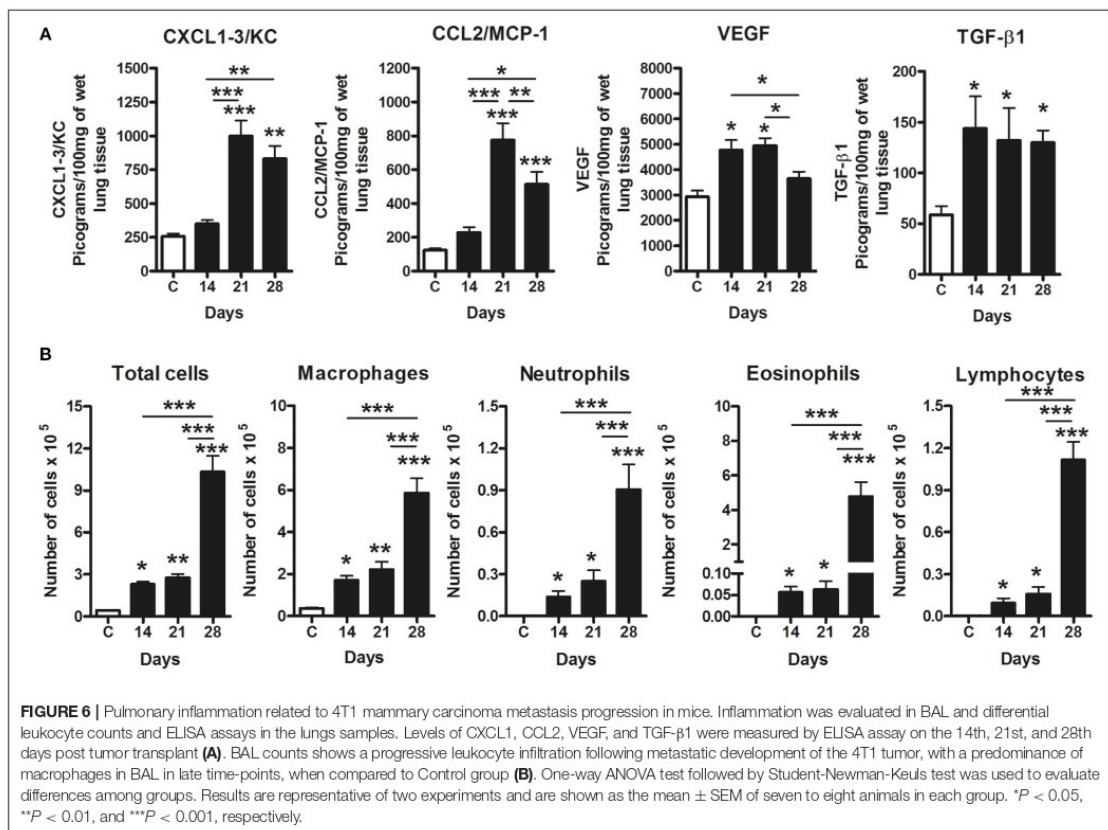 A
CXCL1-3/KC
CXCL1-3/KC
Picograms/100mg of wet
lung tissue
1500
1250
1000
750
500
250
0
**
***
***
**
C 14 21 28
Days
CCL2/MCP-1
CCL2/MCP-1
Picograms/100mg of wet
lung tissue
1200
1000
800
600
400
200
0
*
*** **
***
***
C 14 21 28
Days
VEGF
VEGF
Picograms/100mg of wet
lung tissue
8000
7000
6000
5000
4000
3000
2000
1000
0
*
*
* *
C 14 21 28
Days
TGF-β1
TGF-β1
Picograms/100mg of wet
lung tissue
200
150
100
50
0
* * *
C 14 21 28
Days
B
Total cells
Number of cells x 10 5
15
12
9
6
3
0
***
***
***
* **
C 14 21 28
Days
Macrophages
Number of cells x 10 5
10
8
6
4
2
0
***
***
***
* **
C 14 21 28
Days
Neutrophils
Number of cells x 10 5
1.5
1.2
0.9
0.6
0.3
0.0
***
***
***
* *
C 14 21 28
Days
Eosinophils
Number of cells x 10 5
10
8
6
4
2
0.10
0.05
0.00
***
***
***
* *
C 14 21 28
Days
Lymphocytes
Number of cells x 10 5
1.5
1.2
0.9
0.6
0.3
0.0
***
***
***
* *
C 14 21 28
Days
FIGURE 6 | Pulmonary inflammation related to 4T1 mammary carcinoma metastasis progression in mice. Inflammation was evaluated in BAL and differential
leukocyte counts and ELISA assays in the lungs samples. Levels of CXCL1, CCL2, VEGF, and TGF-β1 were measured by ELISA assay on the 14th, 21st, and 28th
days post tumor transplant (A). BAL counts shows a progressive leukocyte infiltration following metastatic development of the 4T1 tumor, with a predominance of
macrophages in BAL in late time-points, when compared to Control group (B). One-way ANOVA test followed by Student-Newman-Keuls test was used to evaluate
differences among groups. Results are representative of two experiments and are shown as the mean ± SEM of seven to eight animals in each group. *P < 0.05,
**P < 0.01, and ***P < 0.001, respectively.